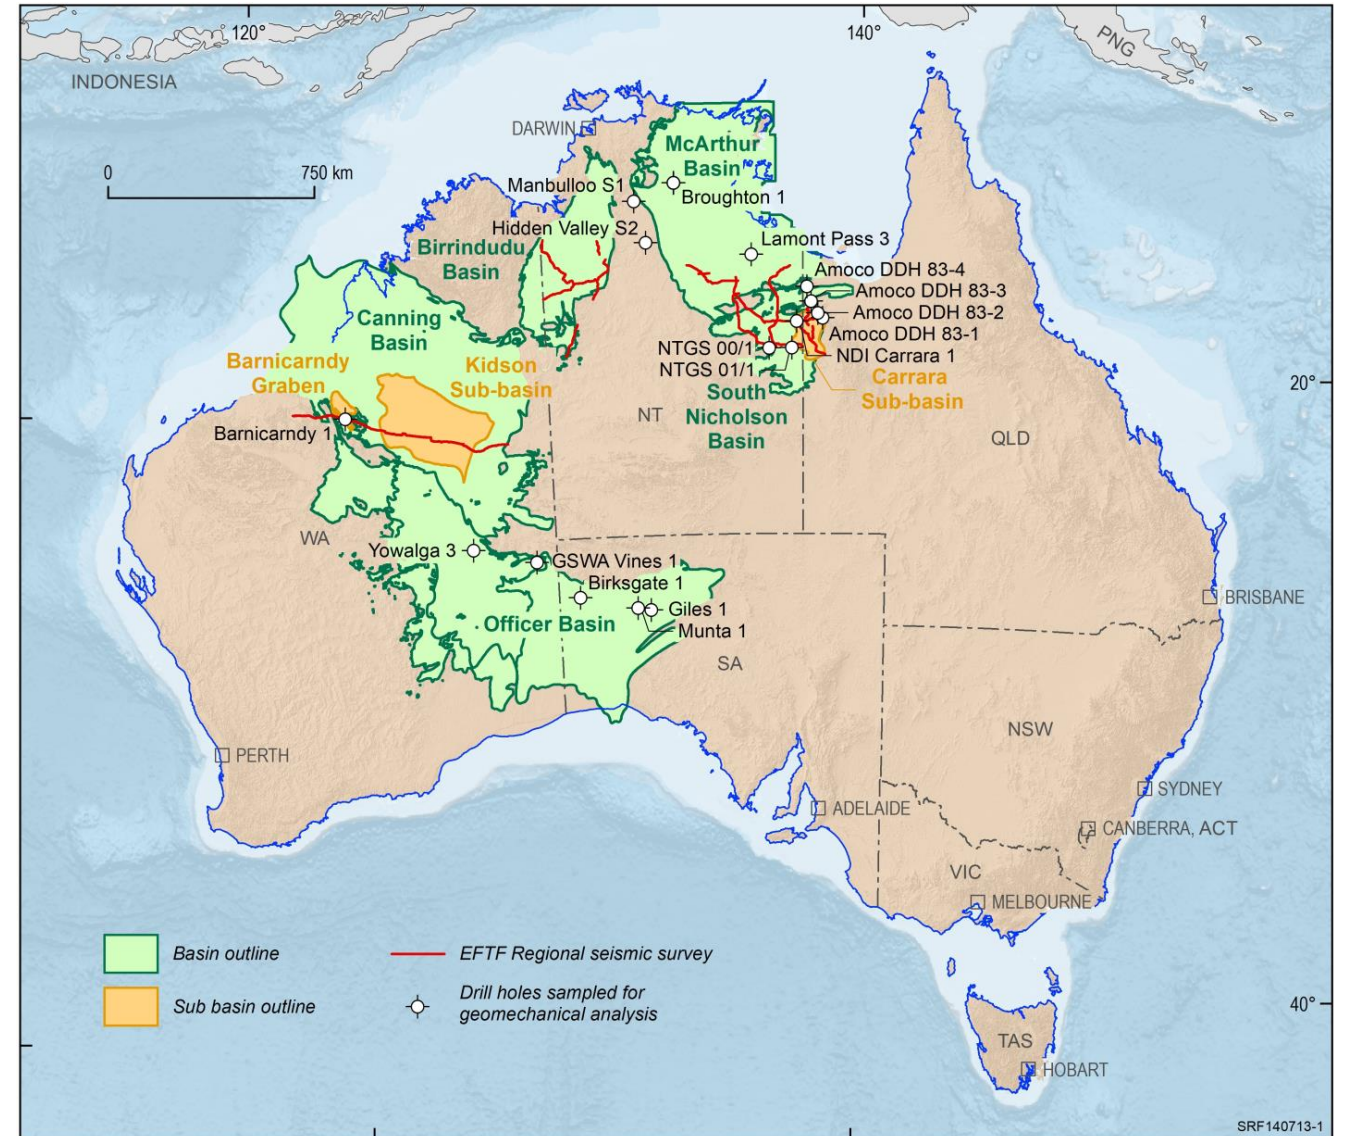 120°
140°
PNG
INDONESIA
DARWIN
McArthur
Basin
0 750 km
Manbulloo S1
Broughton 1
Hidden Valley S2
Lamont Pass 3
Birrindudu
Basin
Amoco DDH 83-4
Amoco DDH 83-3
Amoco DDH 83-2
Amoco DDH 83-1
Canning
Basin
NTGS 00/1
NDI Carrara 1
NTGS 01/1
Barnicarndy
Graben
Kidson
Sub-basin
Carrara
Sub-basin
20°
South
Nicholson
Basin
NT
Barnicarndy 1
QLD
WA
Yowalga 3
GSWA Vines 1
Birksgate 1
BRISBANE
Giles 1
Officer Basin
Munta 1
SA
NSW
PERTH
SYDNEY
ADELAIDE
CANBERRA, ACT
VIC
MELBOURNE
Basin outline
EFTF Regional seismic survey
Sub basin outline
Drill holes sampled for
geomechanical analysis
40°
TAS
HOBART
SRF140713-1